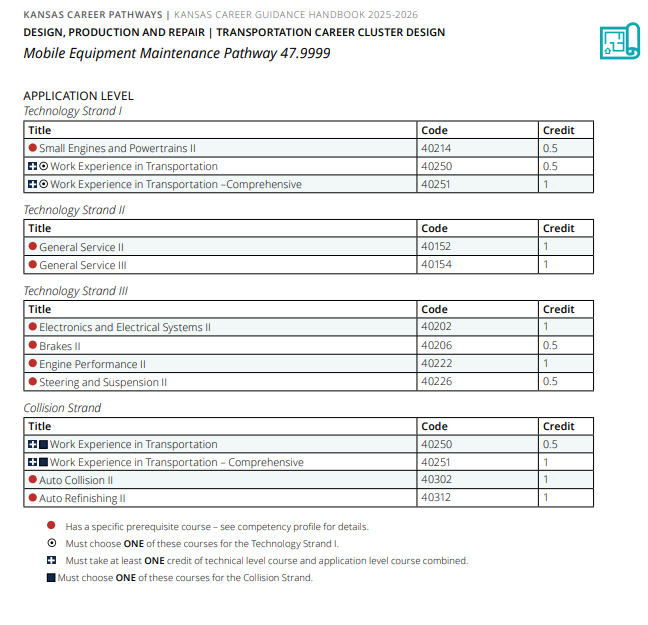 KANSAS CAREER PATHWAYS | KANSAS CAREER GUIDANCE HANDBOOK 2025-2026
DESIGN, PRODUCTION AND REPAIR | TRANSPORTATION CAREER CLUSTER DESIGN
Mobile Equipment Maintenance Pathway 47.9999
APPLICATION LEVEL
Technology Strand I
Title Code Credit
Small Engines and Powertrains II 40214 0.5
Work Experience in Transportation 40250 0.5
Work Experience in Transportation –Comprehensive 40251 1
Technology Strand II
Title Code Credit
General Service II 40152 1
General Service III 40154 1
Technology Strand III
Title Code Credit
Electronics and Electrical Systems II 40202 1
Brakes II 40206 0.5
Engine Performance II 40222 1
Steering and Suspension II 40226 0.5
Collision Strand
Title Code Credit
Work Experience in Transportation 40250 0.5
Work Experience in Transportation – Comprehensive 40251 1
Auto Collision II 40302 1
Auto Refinishing II 40312 1
Has a specific prerequisite course – see competency profile for details.
Must choose ONE of these courses for the Technology Strand I.
Must take at least ONE credit of technical level course and application level course combined.
Must choose ONE of these courses for the Collision Strand.